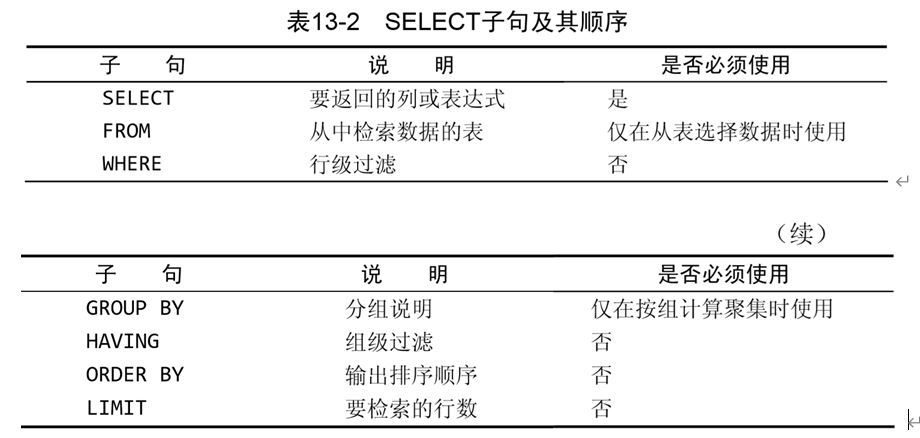 表13-2 SELECT子句及其顺序
子 句 说 明 是否必须使用
SELECT 要返回的列或表达式 是
FROM 从中检索数据的表 仅在从表选择数据时使用
WHERE 行级过滤 否
（续）
子 句 说 明 是否必须使用
GROUP BY 分组说明 仅在按组计算聚集时使用
HAVING 组级过滤 否
ORDER BY 输出排序顺序 否
LIMIT 要检索的行数 否